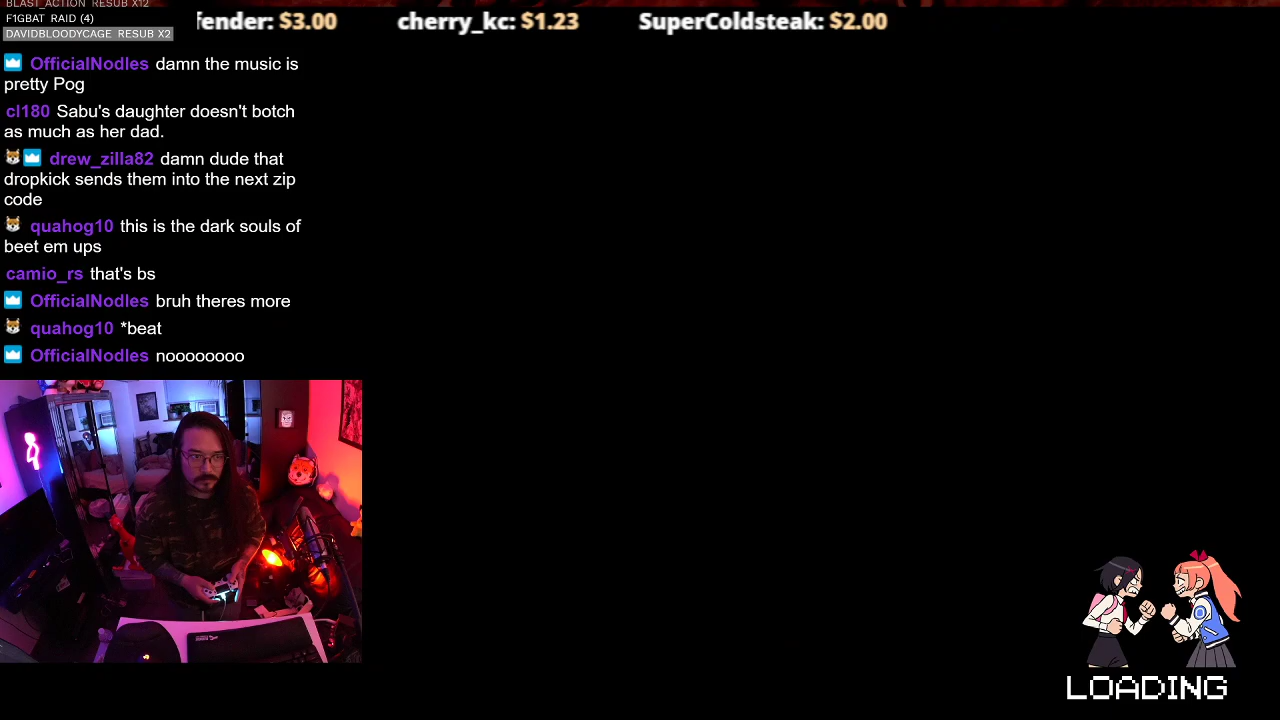 BLAST_ACTION RESUB X12
F1GBAT RAID (4)
DAVIDBLOODYCAGE RESUB X2
fender: $3.00 cherry_kc: $1.23 SuperColdsteak: $2.00
OfficialNodles damn the music is
pretty Pog
cl180 Sabu's daughter doesn't botch
as much as her dad.
drew_zilla82 damn dude that
dropkick sends them into the next zip
code
quahog10 this is the dark souls of
beet em ups
camio_rs that's bs
OfficialNodles bruh theres more
quahog10 *beat
OfficialNodles noooooooo
LOADING